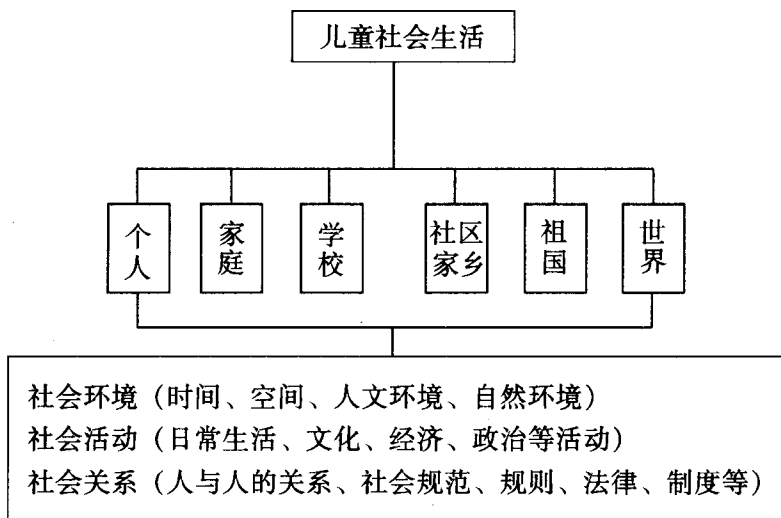 儿童社会生活
个人
家庭
学校
社区
家乡
祖国
世界
社会环境（时间、空间、人文环境、自然环境）
社会活动（日常生活、文化、经济、政治等活动）
社会关系（人与人的关系、社会规范、规则、法律、制度等）